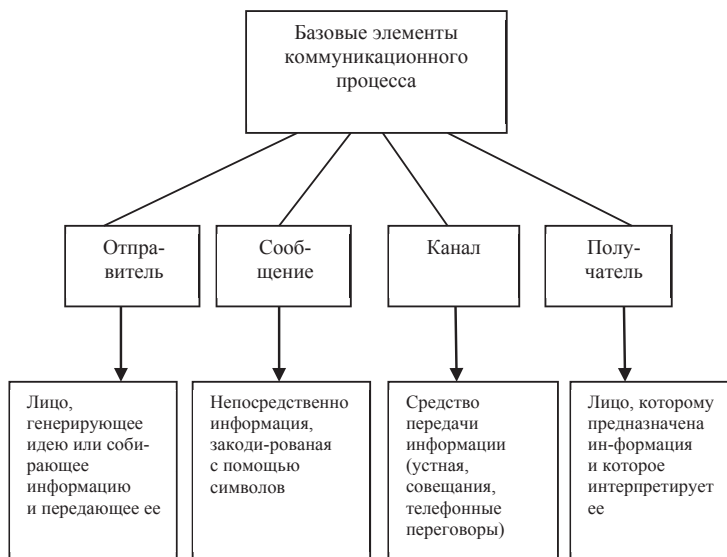 Базовые элементы
коммуникационного
процесса
Отпра-
витель
Сооб-
щение
Канал
Полу-
чатель
Лицо,
генерирующее
идею или соби-
рающее
информацию
и передающее ее
Непосредственно
информация,
закоди-рованая
с помощью
символов
Средство
передачи
информации
(устная,
совещания,
телефонные
переговоры)
Лицо, которому
предназначена
ин-формация
и которое
интерпретирует
ее